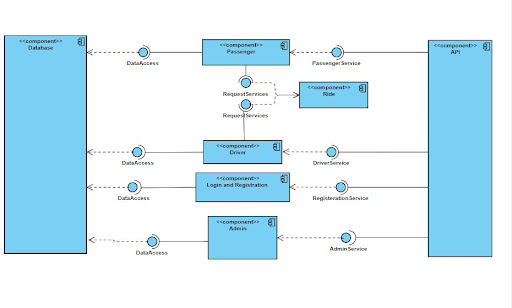 <<component>>
Database
<<component>>
Passenger
<<component>>
API
DataAccess
PassengerService
RequestServices
<<component>>
Ride
RequestServices
<<component>>
Driver
DataAccess
DriverService
<<component>>
Login and Registration
DataAccess
RegisterationService
<<component>>
Admin
DataAccess
AdminService